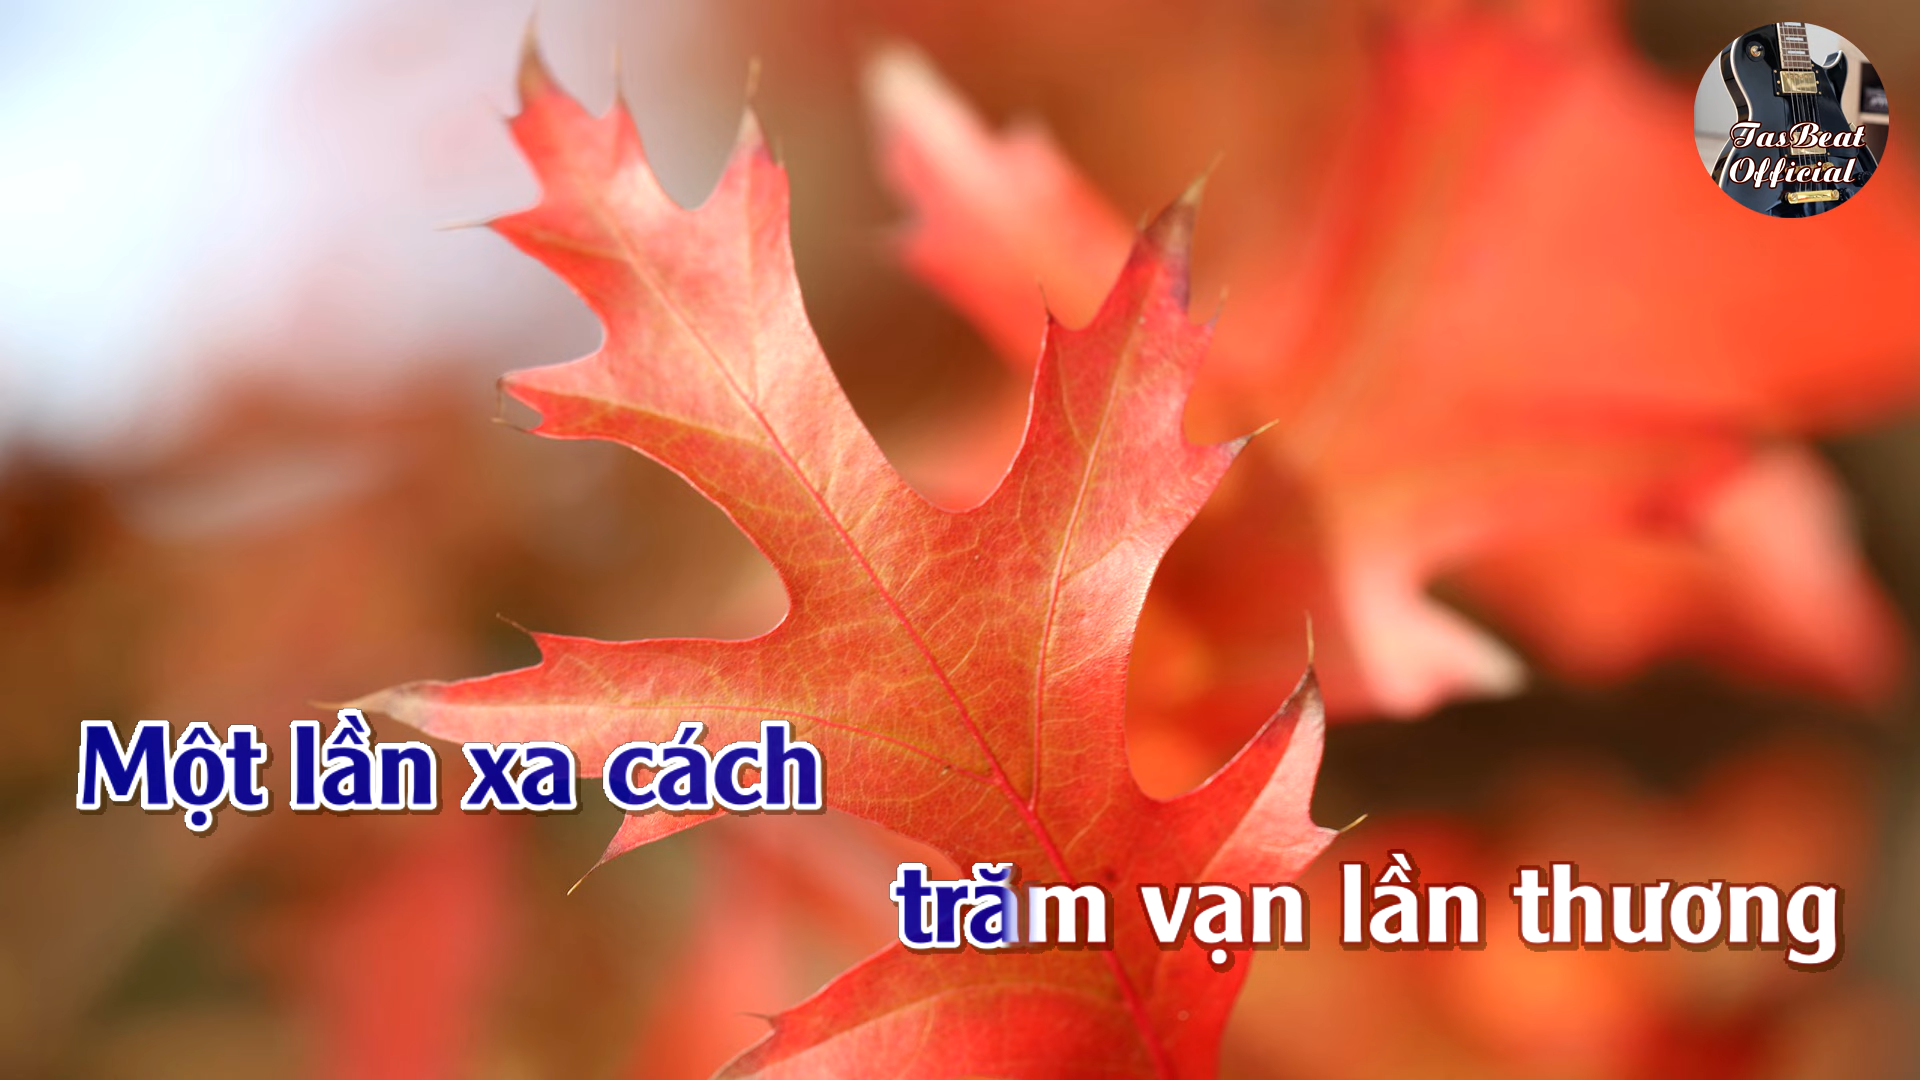 TasBeat
Official
Một lần xa cách
trăm vạn lần thương